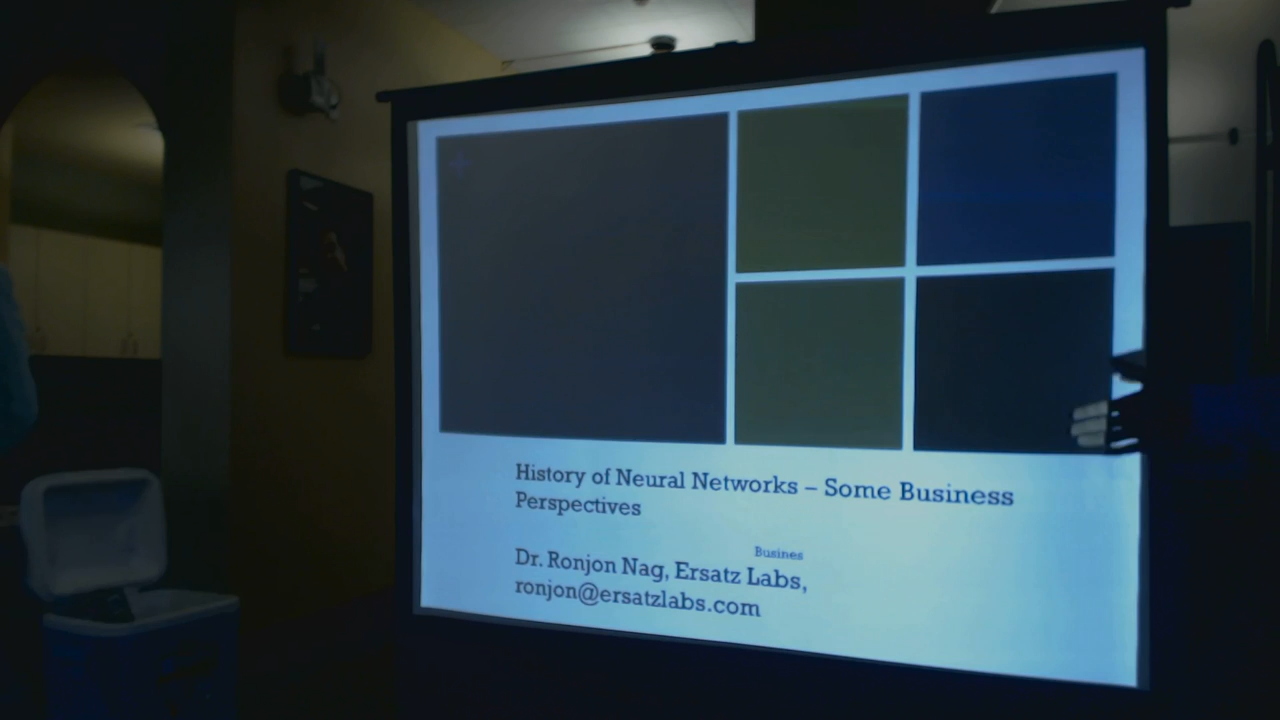 History of Neural Networks – Some Business
Perspectives
Busines
Dr. Ronjon Nag, Ersatz Labs,
ronjon@ersatzlabs.com